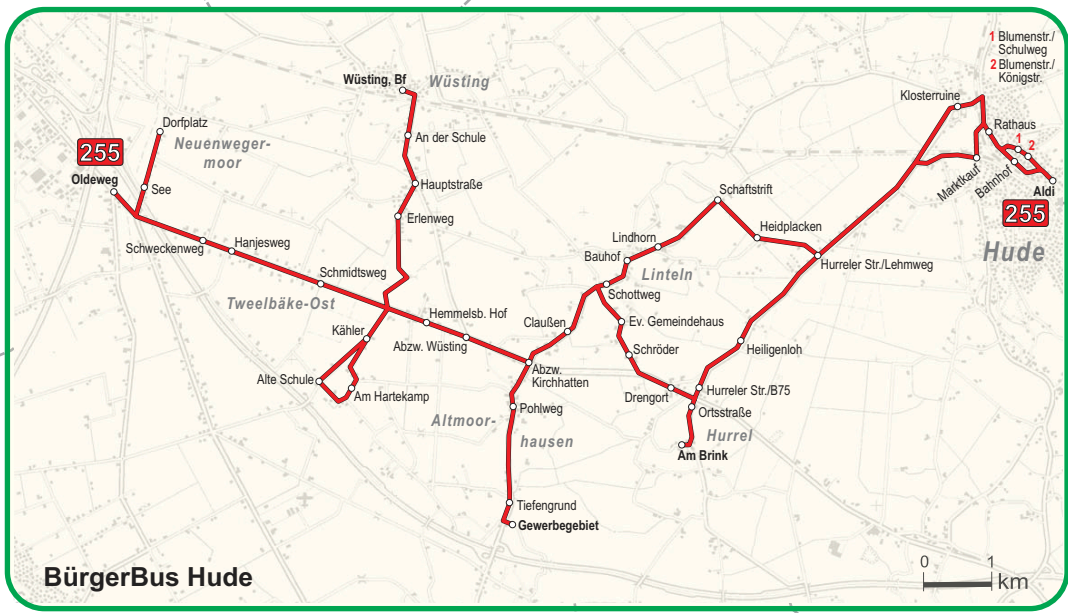 1 Blumenstr./
Schulweg
2 Blumenstr./
Königstr.
Wüsting, Bf
Wüsting
Klosterruine
Dorfplatz
Rathaus
An der Schule
1
2
Neuenweger-
moor
255
Marktkauf
Bahnhof
Oldeweg
See
Hauptstraße
Schaftstrift
Aldi
255
Erlenweg
Heidplacken
Lindhorn
Schweckenweg
Hanjesweg
Bauhof
Hude
Hurreler Str./Lehmweg
Schmidtsweg
Linteln
Schottweg
Tweelbäke-Ost
Hemmelsb. Hof
Claußen
Ev. Gemeindehaus
Kähler
Abzw. Wüsting
Schröder
Heiligenloh
Abzw.
Kirchhatten
Alte Schule
Am Hartekamp
Drengort
Hurreler Str./B75
Pohlweg
Ortsstraße
Altmoor-
hausen
Hurrel
Am Brink
Tiefengrund
Gewerbegebiet
0 1
km
BürgerBus Hude